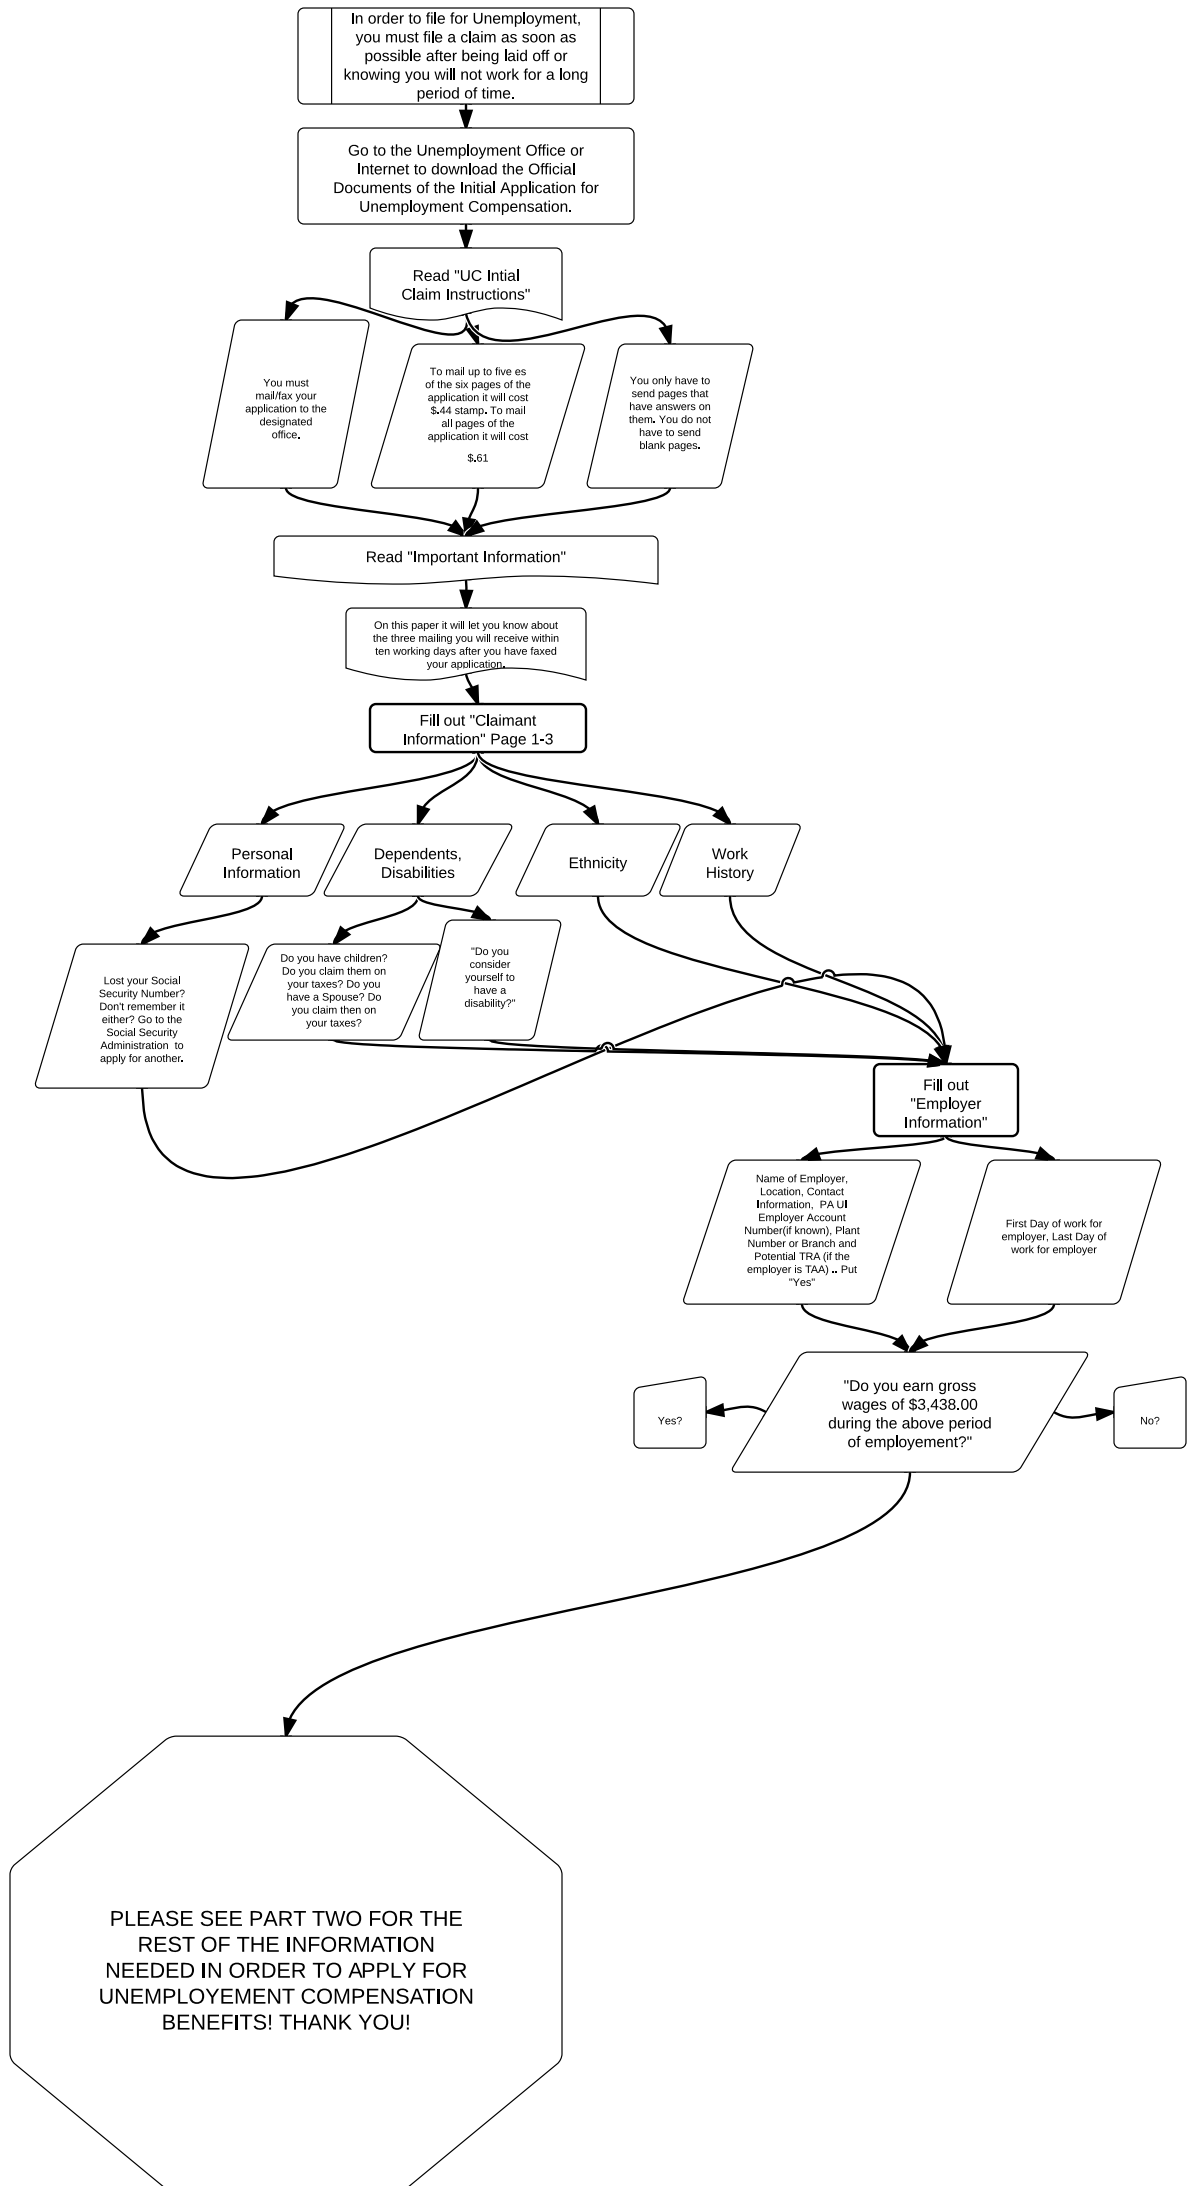 In order to file for Unemployment,
you must file a claim as soon as
possible after being laid off or
knowing you will not work for a long
period of time.
Go to the Unemployment Office or
Internet to download the Official
Documents of the Initial Application for
Unemployment Compensation.
Read "UC Intial
Claim Instructions"
You must
mail/fax your
application to the
designated
office.
To mail up to five es
of the six pages of the
application it will cost
$.44 stamp. To mail
all pages of the
application it will cost
$.61
You only have to
send pages that
have answers on
them. You do not
have to send
blank pages.
Read "Important Information"
On this paper it will let you know about
the three mailing you will receive within
ten working days after you have faxed
your application.
Fill out "Claimant
Information" Page 1-3
Personal
Information
Dependents,
Disabilities
Ethnicity
Work
History
Lost your Social
Security Number?
Don't remember it
either? Go to the
Social Security
Administration to
apply for another.
Do you have children?
Do you claim them on
your taxes? Do you
have a Spouse? Do
you claim then on
your taxes?
"Do you
consider
yourself to
have a
disability?"
Fill out
"Employer
Information"
Name of Employer,
Location, Contact
Information, PA UI
Employer Account
Number(if known), Plant
Number or Branch and
Potential TRA (if the
employer is TAA) .. Put
"Yes"
First Day of work for
employer, Last Day of
work for employer
"Do you earn gross
wages of $3,438.00
during the above period
of employement?"
Yes?
No?
PLEASE SEE PART TWO FOR THE
REST OF THE INFORMATION
NEEDED IN ORDER TO APPLY FOR
UNEMPLOYEMENT COMPENSATION
BENEFITS! THANK YOU!